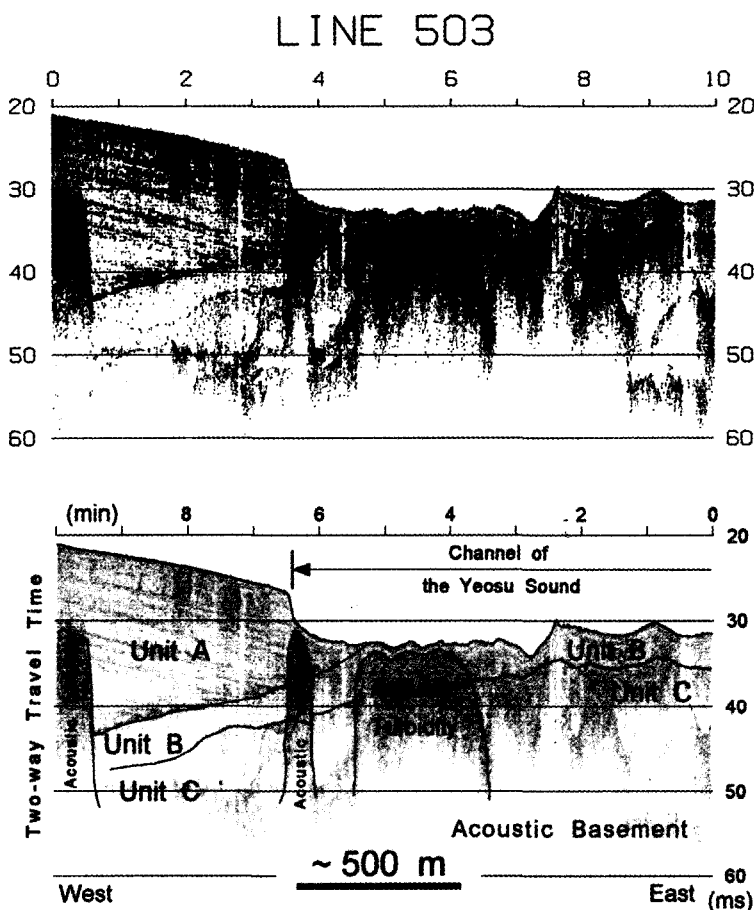 LINE 503
0 2 4 6 8 10
20 20
30 30
40 40
50 50
60 60
(min) 8 6 4 2 0
20
Channel of
the Yeosu Sound
30
Unit A
Unit B
Unit C
40
Unit B
Turbidity
Acoustic
Acoustic
Unit C
50
Acoustic Basement
~ 500 m
60
West East (ms)
Two-way Travel Time